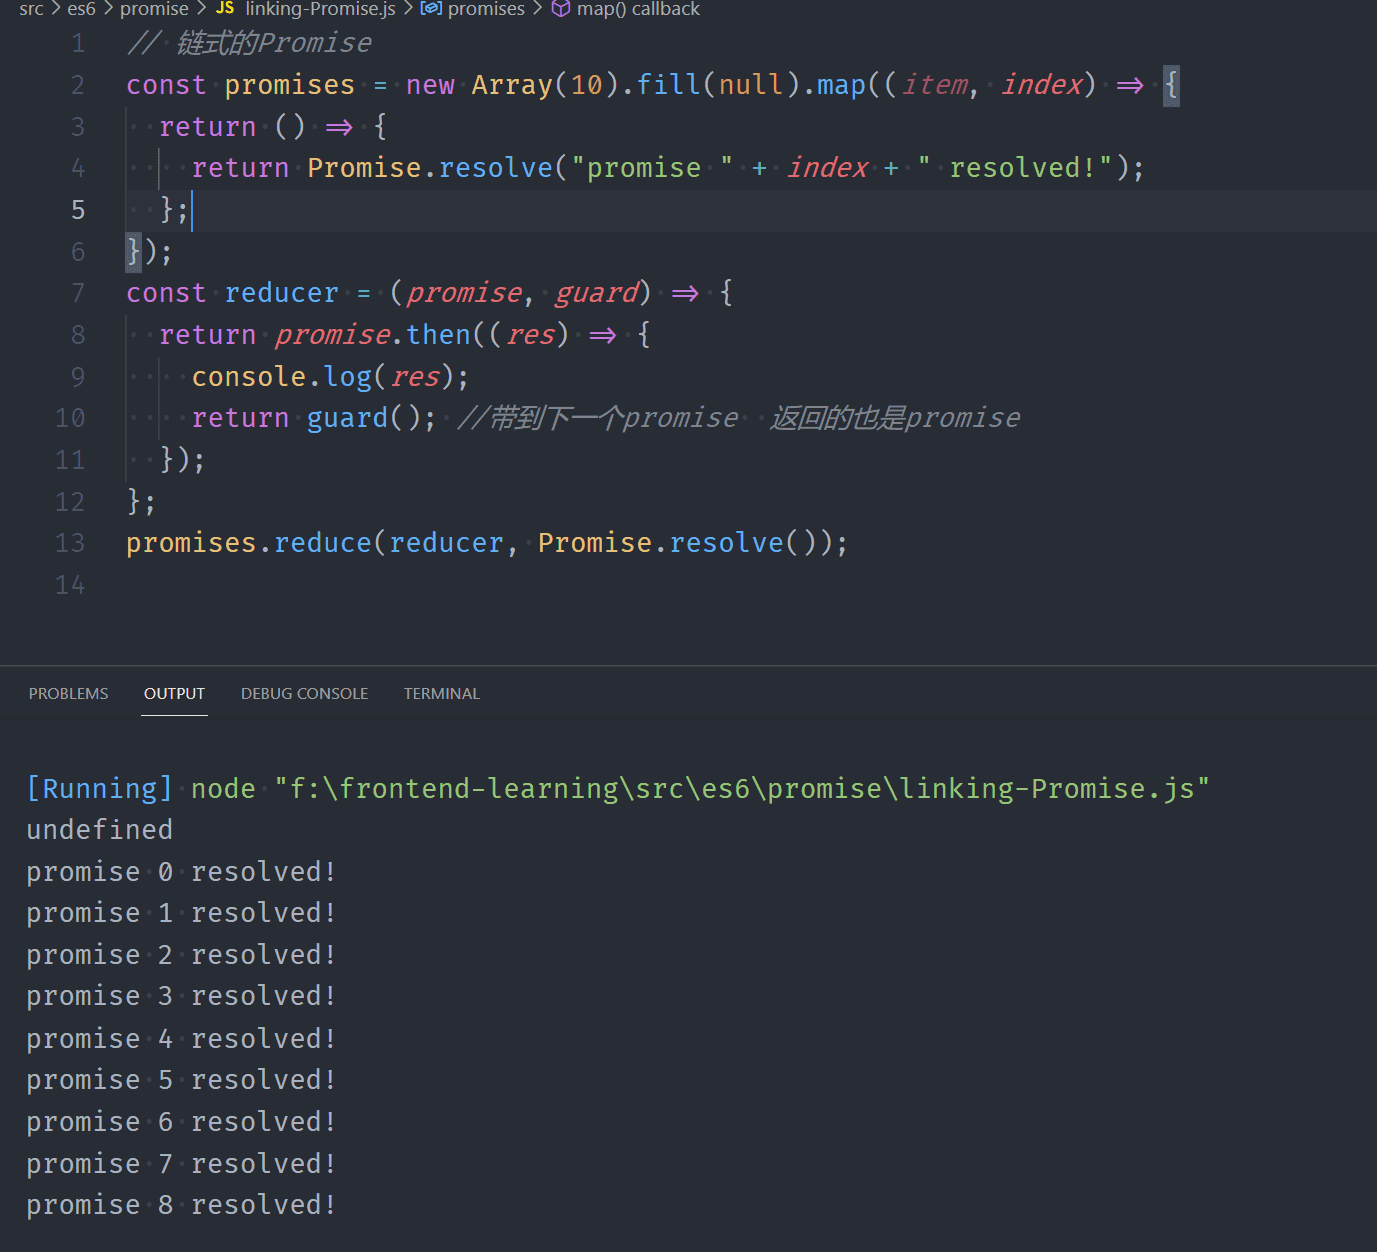 src > es6 > promise > JS linking-Promise.js > promises > map() callback
1 // 链式的Promise
2 const promises = new Array(10).fill(null).map((item, index) => {
3 return () => {
4 return Promise.resolve("promise " + index + " resolved!");
5 };
6 });
7 const reducer = (promise, guard) => {
8 return promise.then((res) => {
9 console.log(res);
10 return guard(); //带到下一个promise  返回的也是promise
11 });
12 };
13 promises.reduce(reducer, Promise.resolve());
14
PROBLEMS OUTPUT DEBUG CONSOLE TERMINAL
[Running] node "f:\frontend-learning\src\es6\promise\linking-Promise.js"
undefined
promise 0 resolved!
promise 1 resolved!
promise 2 resolved!
promise 3 resolved!
promise 4 resolved!
promise 5 resolved!
promise 6 resolved!
promise 7 resolved!
promise 8 resolved!